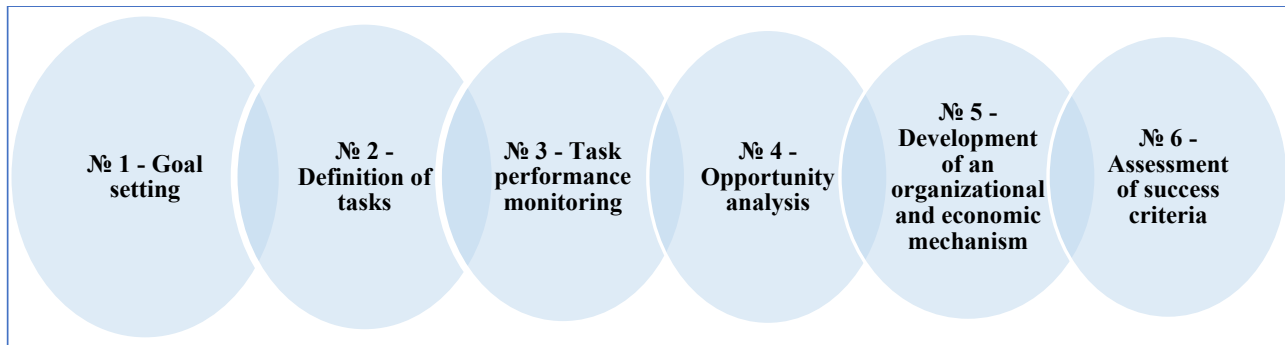 № 1 - Goal
setting
№ 2 -
Definition of
tasks
№ 3 - Task
performance
monitoring
№ 4 -
Opportunity
analysis
№ 5 -
Development
of an
organizational
and economic
mechanism
№ 6 -
Assessment
of success
criteria